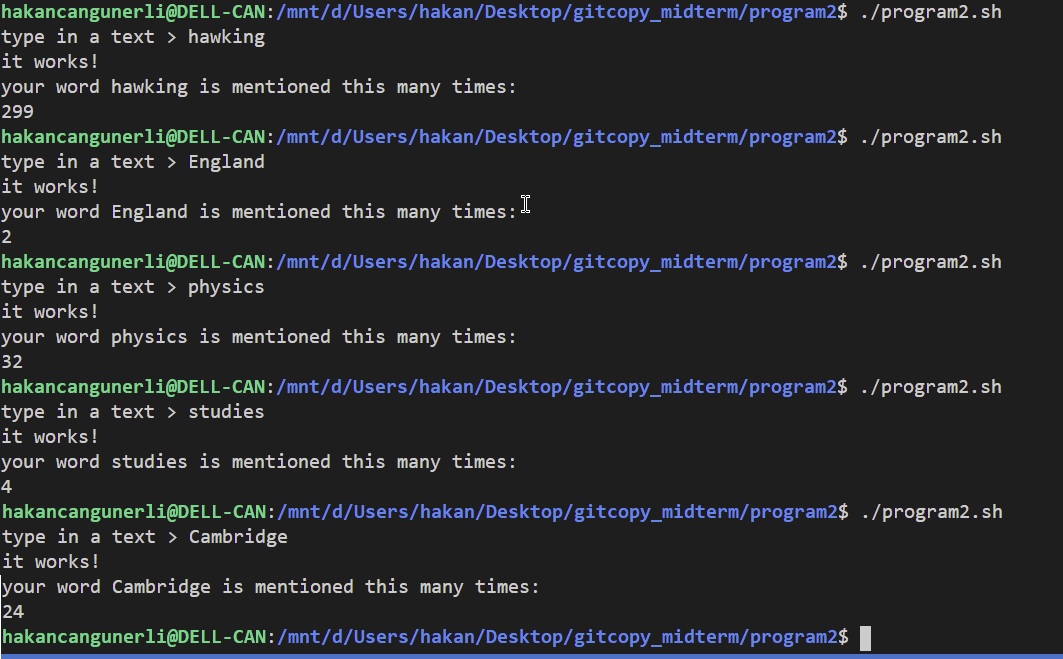 hakancangunerli@DELL-CAN:/mnt/d/Users/hakan/Desktop/gitcopy_midterm/program2$ ./program2.sh
type in a text > hawking
it works!
your word hawking is mentioned this many times:
299
hakancangunerli@DELL-CAN:/mnt/d/Users/hakan/Desktop/gitcopy_midterm/program2$ ./program2.sh
type in a text > England
it works!
your word England is mentioned this many times:
2
hakancangunerli@DELL-CAN:/mnt/d/Users/hakan/Desktop/gitcopy_midterm/program2$ ./program2.sh
type in a text > physics
it works!
your word physics is mentioned this many times:
32
hakancangunerli@DELL-CAN:/mnt/d/Users/hakan/Desktop/gitcopy_midterm/program2$ ./program2.sh
type in a text > studies
it works!
your word studies is mentioned this many times:
4
hakancangunerli@DELL-CAN:/mnt/d/Users/hakan/Desktop/gitcopy_midterm/program2$ ./program2.sh
type in a text > Cambridge
it works!
your word Cambridge is mentioned this many times:
24
hakancangunerli@DELL-CAN:/mnt/d/Users/hakan/Desktop/gitcopy_midterm/program2$